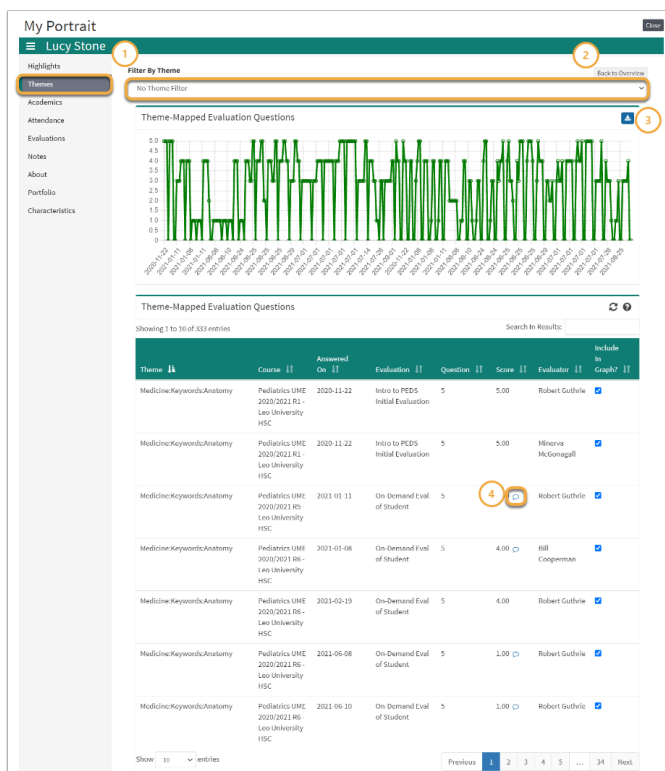 My Portrait
Close
Lucy Stone
1
2
Highlights
Themes
Academics
Attendance
Evaluations
Notes
About
Portfolio
Characteristics
Filter By Theme
Back to Overview
No Theme Filter
Theme-Mapped Evaluation Questions
3
5.0
4.5
4.0
3.5
3.0
2.5
2.0
1.5
1.0
0.5
0
2020-11-22
2021-01-11
Theme-Mapped Evaluation Questions
Showing 1 to 10 of 333 entries
Search In Results:
Theme
Course
Answered On
Evaluation
Question
Score
Evaluator
Include In Graph?
Medicine:Keywords:Anatomy
Pediatrics UME 2020/2021 R1 - Leo University HSC
2020-11-22
Intro to PEDS Initial Evaluation
5
5.00
Robert Guthrie
Medicine:Keywords:Anatomy
Pediatrics UME 2020/2021 R1 - Leo University HSC
2020-11-22
Intro to PEDS Initial Evaluation
5
5.00
Minerva McGonagall
Medicine:Keywords:Anatomy
Pediatrics UME 2020/2021 R5 - Leo University HSC
2021-01-11
On-Demand Eval of Student
5
4
Robert Guthrie
Medicine:Keywords:Anatomy
Pediatrics UME 2020/2021 R6 - Leo University HSC
2021-01-08
On-Demand Eval of Student
5
4.00
Bill Cooperman
Medicine:Keywords:Anatomy
Pediatrics UME 2020/2021 R6 - Leo University HSC
2021-02-19
On-Demand Eval of Student
5
4.00
Robert Guthrie
Medicine:Keywords:Anatomy
Pediatrics UME 2020/2021 R6 - Leo University HSC
2021-06-08
On-Demand Eval of Student
5
1.00
Robert Guthrie
Medicine:Keywords:Anatomy
Pediatrics UME 2020/2021 R6 - Leo University HSC
2021-06-10
On-Demand Eval of Student
5
1.00
Robert Guthrie
Show 10 entries
Previous 1 2 3 4 5 ... 34 Next